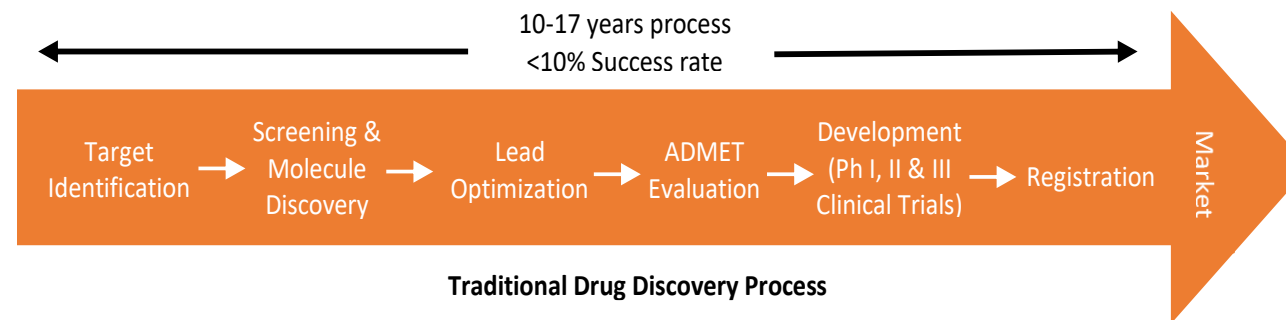 10-17 years process
<10% Success rate
Target
Identification
Screening &
Molecule
Discovery
Lead
Optimization
ADMET
Evaluation
Development
(Ph I, II & III
Clinical Trials)
Registration
Market
Traditional Drug Discovery Process